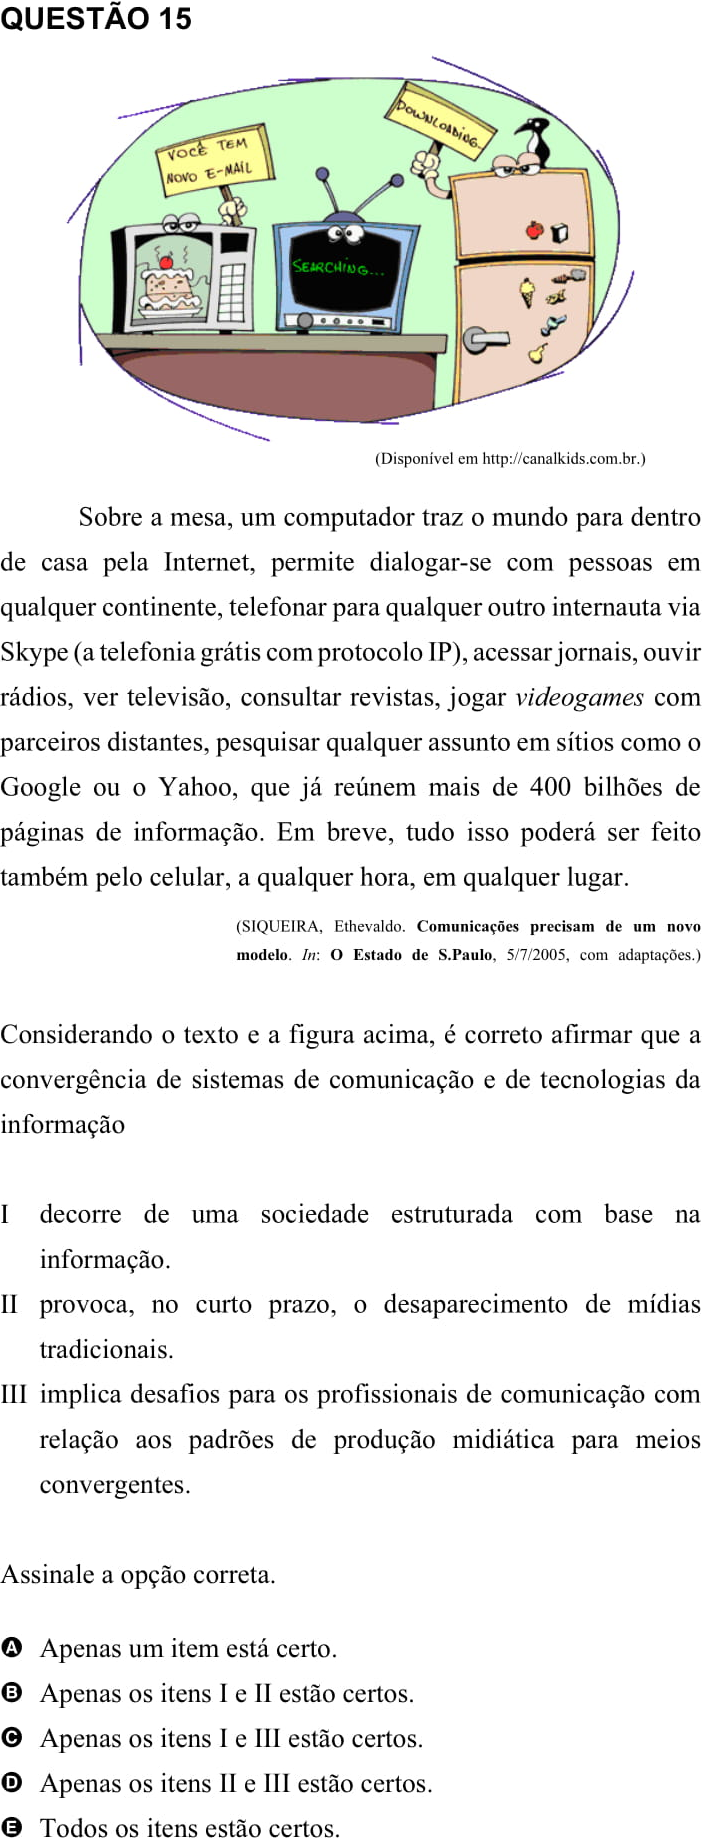 QUESTÃO 15
VOCÊ TEM
NOVO E-MAIL
DOWNLOADING...
SEARCHING...
(Disponível em http://canalkids.com.br.)
Sobre a mesa, um computador traz o mundo para dentro
de casa pela Internet, permite dialogar-se com pessoas em
qualquer continente, telefonar para qualquer outro internauta via
Skype (a telefonia grátis com protocolo IP), acessar jornais, ouvir
rádios, ver televisão, consultar revistas, jogar videogames com
parceiros distantes, pesquisar qualquer assunto em sítios como o
Google ou o Yahoo, que já reúnem mais de 400 bilhões de
páginas de informação. Em breve, tudo isso poderá ser feito
também pelo celular, a qualquer hora, em qualquer lugar.
(SIQUEIRA, Ethevaldo. Comunicações precisam de um novo
modelo. In: O Estado de S.Paulo, 5/7/2005, com adaptações.)
Considerando o texto e a figura acima, é correto afirmar que a
convergência de sistemas de comunicação e de tecnologias da
informação
I decorre de uma sociedade estruturada com base na
informação.
II provoca, no curto prazo, o desaparecimento de mídias
tradicionais.
III implica desafios para os profissionais de comunicação com
relação aos padrões de produção midiática para meios
convergentes.
Assinale a opção correta.
A Apenas um item está certo.
B Apenas os itens I e II estão certos.
C Apenas os itens I e III estão certos.
D Apenas os itens II e III estão certos.
E Todos os itens estão certos.